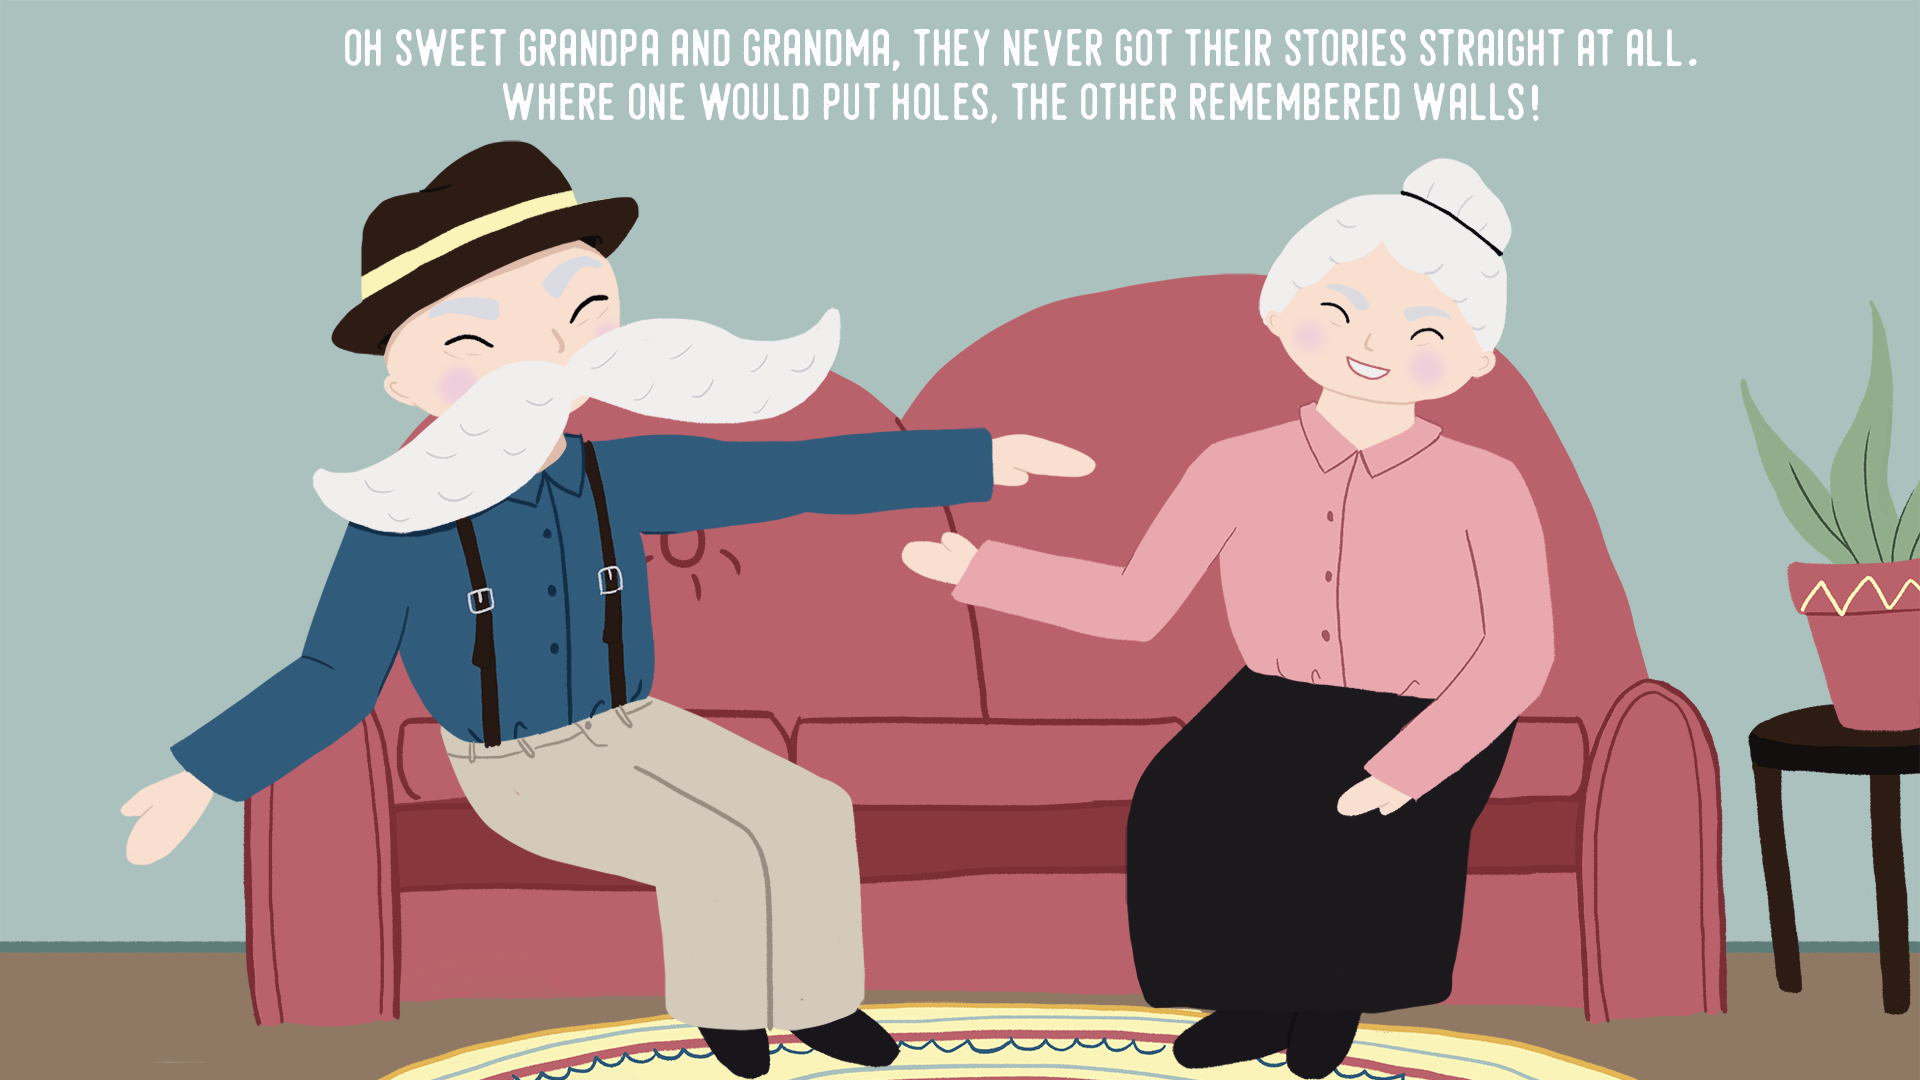 OH SWEET GRANDPA AND GRANDMA, THEY NEVER GOT THEIR STORIES STRAIGHT AT ALL.
WHERE ONE WOULD PUT HOLES, THE OTHER REMEMBERED WALLS!